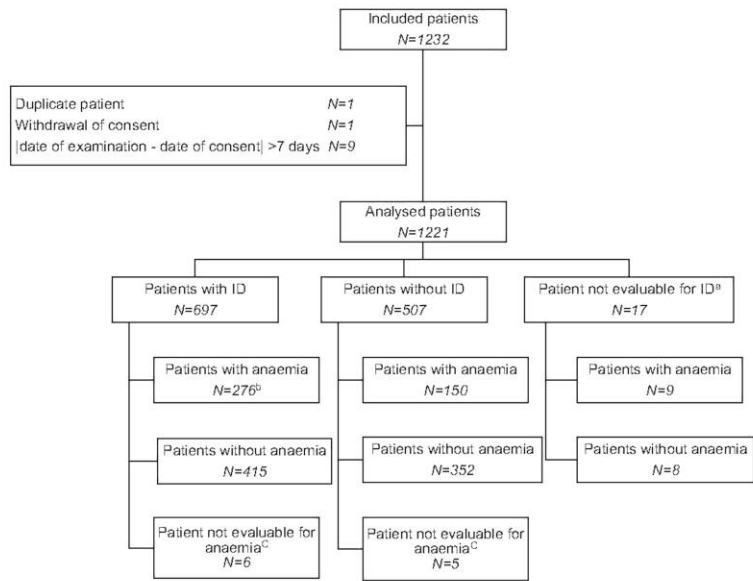 Included patients
N=1232
Duplicate patient N=1
Withdrawal of consent N=1
|date of examination - date of consent| >7 days N=9
Analysed patients
N=1221
Patients with ID
N=697
Patients without ID
N=507
Patient not evaluable for IDᵃ
N=17
Patients with anaemia
N=276ᵇ
Patients with anaemia
N=150
Patients with anaemia
N=9
Patients without anaemia
N=415
Patients without anaemia
N=352
Patients without anaemia
N=8
Patient not evaluable for
anaemiaC
N=6
Patient not evaluable for
anaemiaC
N=5